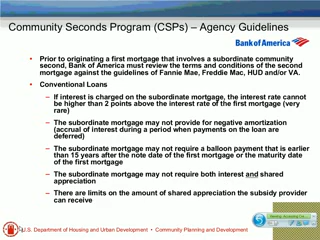 Community Seconds Program (CSPs) – Agency Guidelines
Bank of America
• Prior to originating a first mortgage that involves a subordinate community
second, Bank of America must review the terms and conditions of the second
mortgage against the guidelines of Fannie Mae, Freddie Mac, HUD and/or VA.
• Conventional Loans
– If interest is charged on the subordinate mortgage, the interest rate cannot
be higher than 2 points above the interest rate of the first mortgage (very
rare)
– The subordinate mortgage may not provide for negative amortization
(accrual of interest during a period when payments on the loan are
deferred)
– The subordinate mortgage may not require a balloon payment that is earlier
than 15 years after the note date of the first mortgage or the maturity date
of the first mortgage
– The subordinate mortgage may not require both interest and shared
appreciation
– There are limits on the amount of shared appreciation the subsidy provider
can receive
U.S. Department of Housing and Urban Development • Community Planning and Development